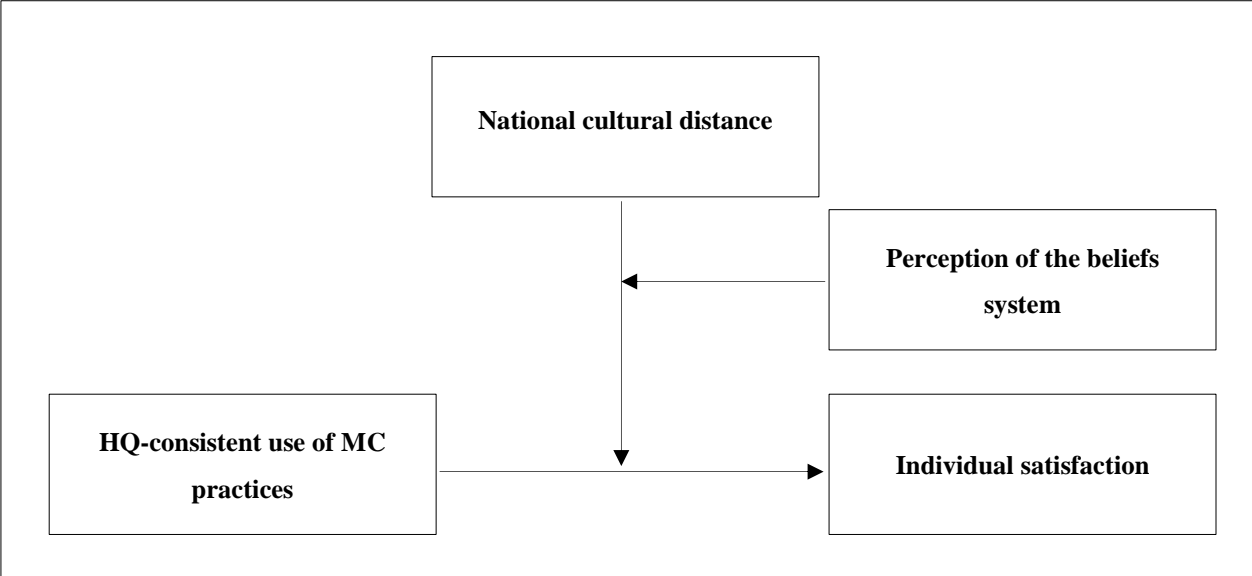 National cultural distance
Perception of the beliefs
system
HQ-consistent use of MC
practices
Individual satisfaction